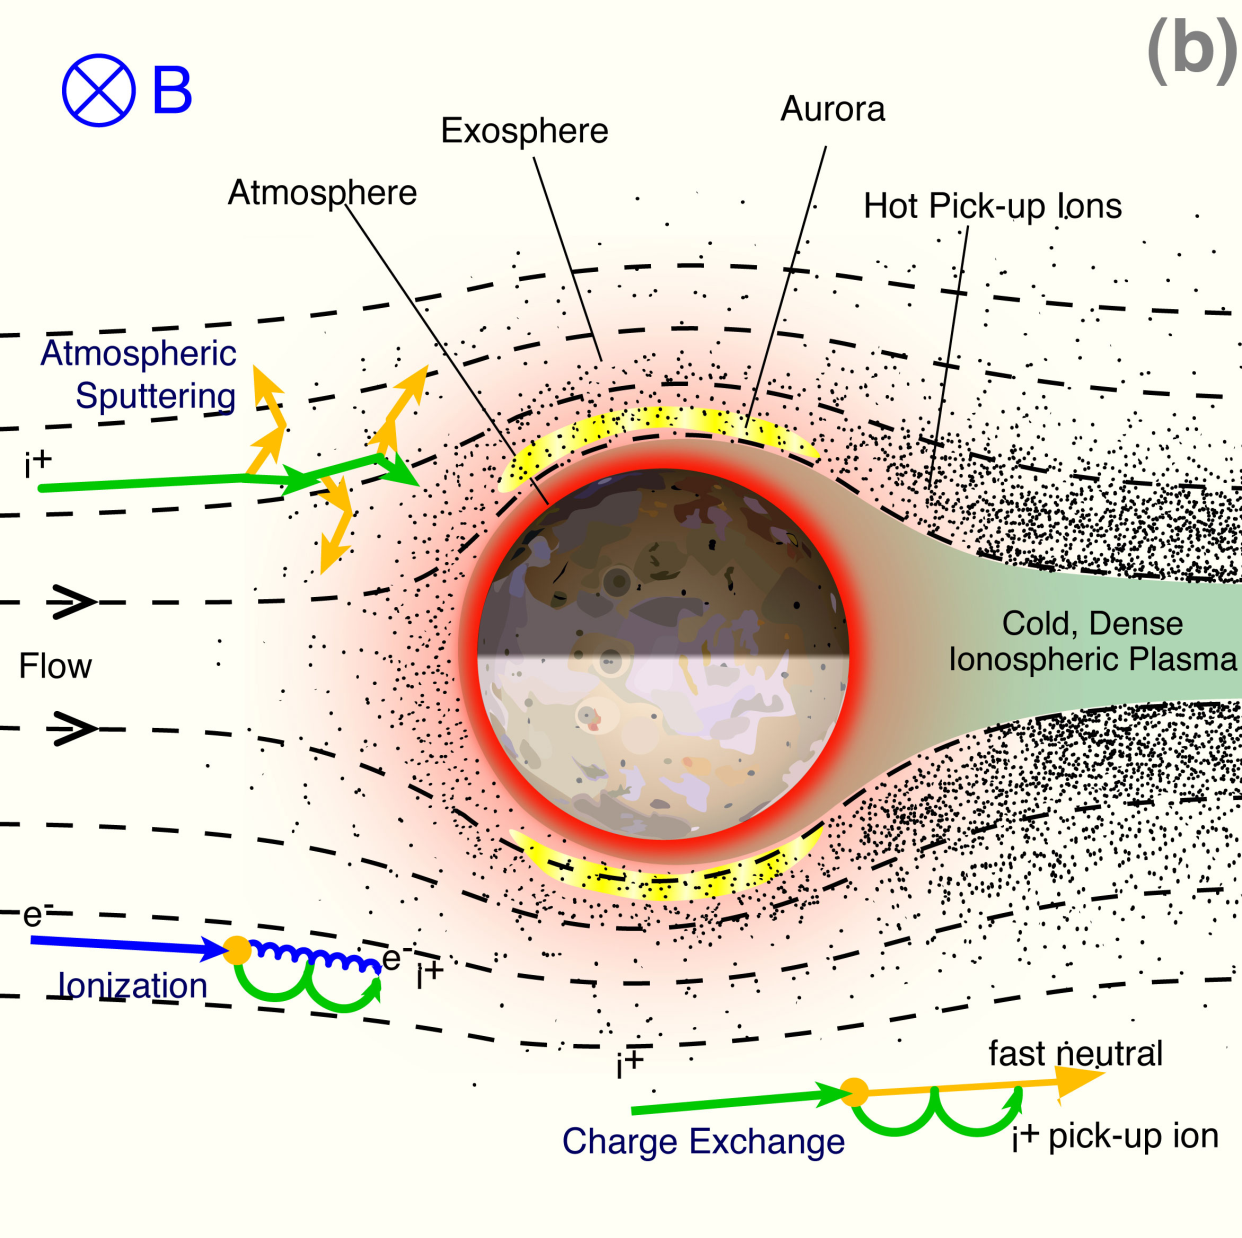 (b)
B
Aurora
Exosphere
Atmosphere
Hot Pick-up Ions
Atmospheric
Sputtering
i+
Flow
Cold, Dense
Ionospheric Plasma
e-
Ionization
e-
i+
i+
fast neutral
Charge Exchange
i+ pick-up ion